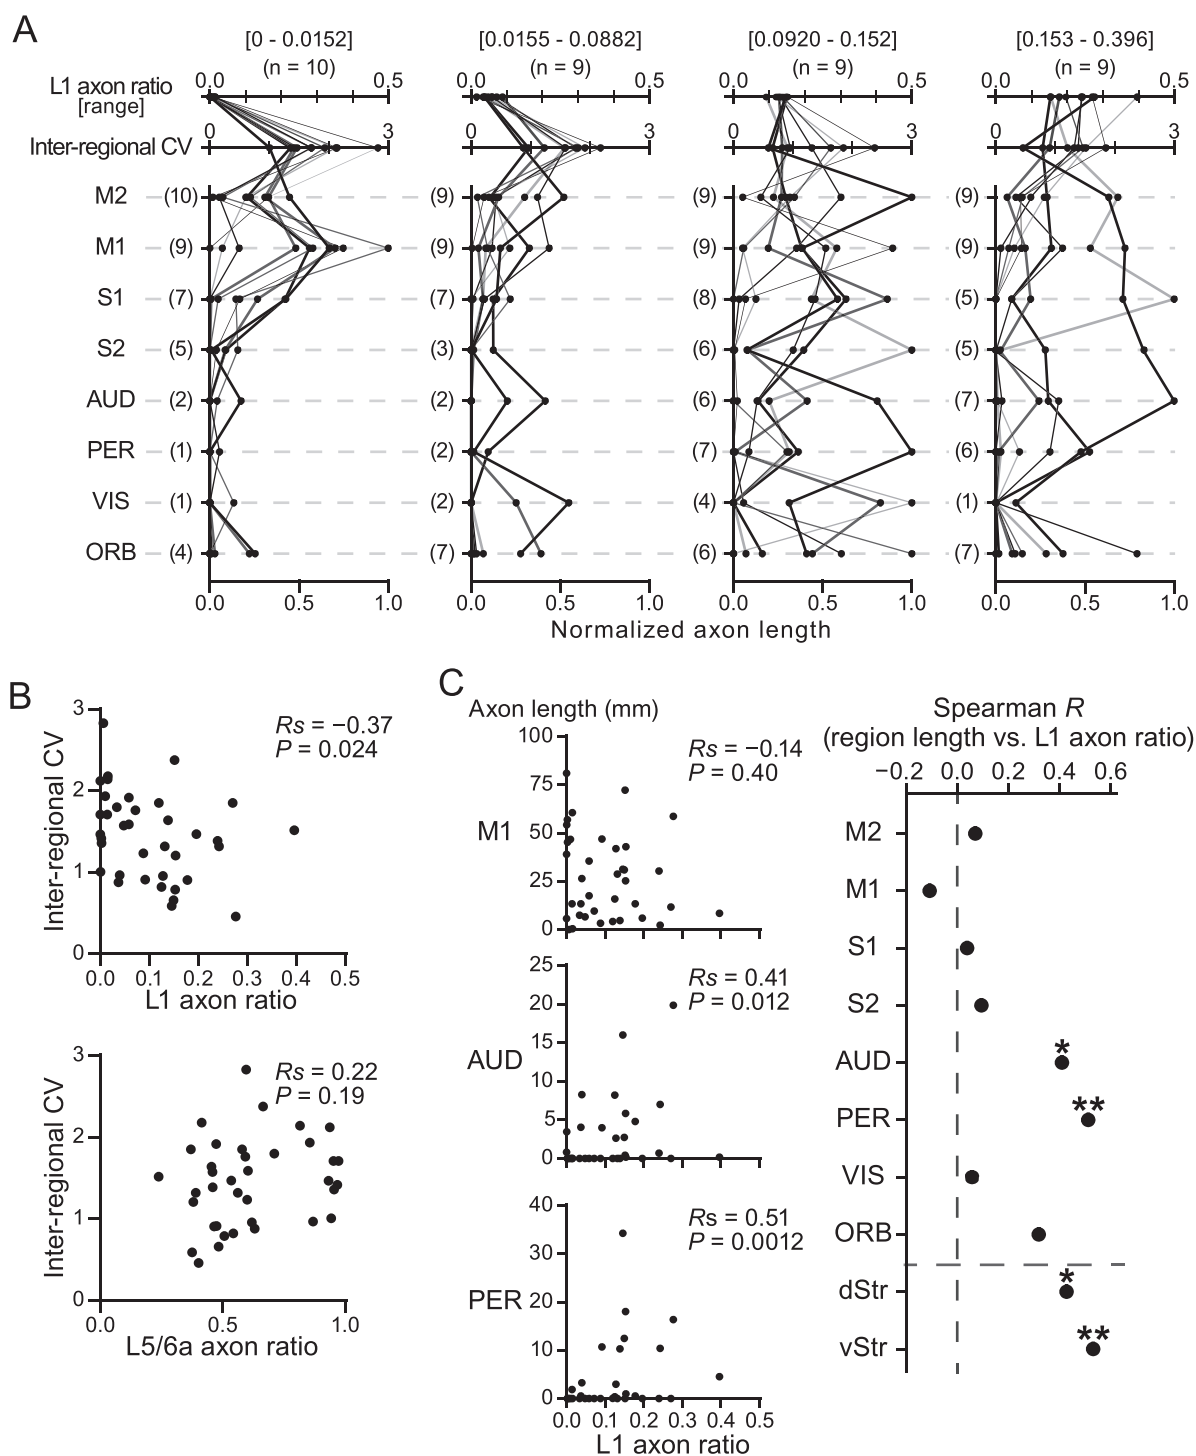 A
[0 - 0.0152] [0.0155 - 0.0882] [0.0920 - 0.152] [0.153 - 0.396]
(n = 10) (n = 9) (n = 9) (n = 9)
L1 axon ratio 0.0 0.5 0.0 0.5 0.0 0.5 0.0 0.5
[range]
0 3 0 3 0 3 0 3
Inter-regional CV
M2 (10) (9) (9) (9)
M1 (9) (9) (9) (9)
S1 (7) (7) (8) (5)
S2 (5) (3) (6) (5)
AUD (2) (2) (6) (7)
PER (1) (2) (7) (6)
VIS (1) (2) (4) (1)
ORB (4) (7) (6) (7)
0.0 0.5 1.0 0.0 0.5 1.0 0.0 0.5 1.0 0.0 0.5 1.0
Normalized axon length
B
Inter-regional CV
3
2
1
0
Rs = −0.37
P = 0.024
0.0 0.1 0.2 0.3 0.4 0.5
L1 axon ratio
Inter-regional CV
3
2
1
0
Rs = 0.22
P = 0.19
0.0 0.5 1.0
L5/6a axon ratio
C
Axon length (mm)
M1
100
75
50
25
0
Rs = −0.14
P = 0.40
AUD
25
20
15
10
5
0
Rs = 0.41
P = 0.012
PER
40
30
20
10
0
Rs = 0.51
P = 0.0012
0.0 0.1 0.2 0.3 0.4 0.5
L1 axon ratio
Spearman R
(region length vs. L1 axon ratio)
−0.2 0.0 0.2 0.4 0.6
M2
M1
S1
S2
AUD *
PER **
VIS
ORB
dStr *
vStr **